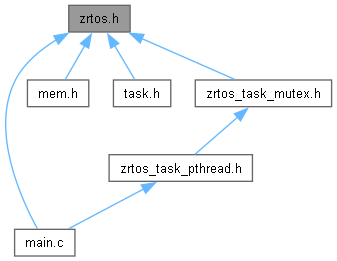 zrtos.h
mem.h
task.h
zrtos_task_mutex.h
zrtos_task_pthread.h
main.c